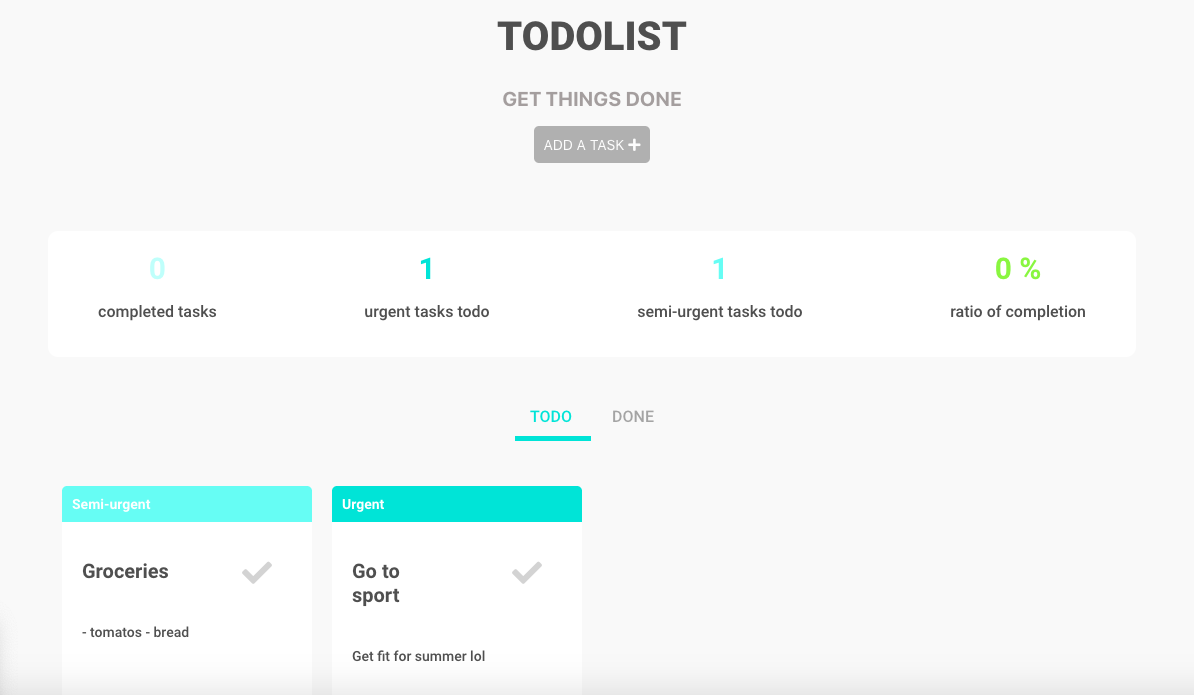 TODOLIST
GET THINGS DONE
ADD A TASK
0
completed tasks
1
urgent tasks todo
1
semi-urgent tasks todo
0 %
ratio of completion
TODO
DONE
Semi-urgent
Groceries
- tomatos - bread
Urgent
Go to
sport
Get fit for summer lol